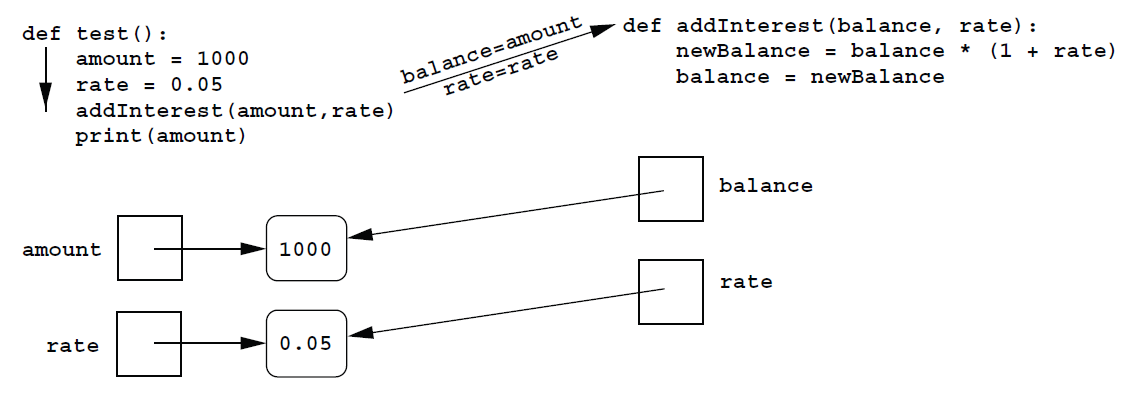 def test():
    amount = 1000
    rate = 0.05
    addInterest(amount,rate)
    print(amount)
balance=amount
rate=rate
def addInterest(balance, rate):
    newBalance = balance * (1 + rate)
    balance = newBalance
balance
amount
1000
rate
rate
0.05